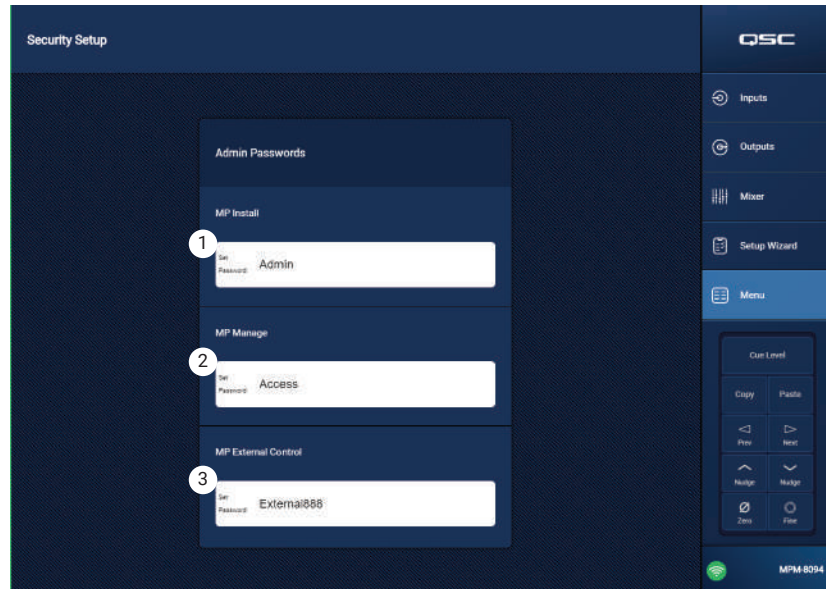 Security Setup
QSC
Inputs
Outputs
Mixer
Setup Wizard
Menu
Admin Passwords
MP Install
1
Set Password: Admin
MP Manage
2
Set Password: Access
MP External Control
3
Set Password: External888
Cue Level
Copy Paste
Prev Next
Nudge Nudge
Zero Fine
MPM-8094